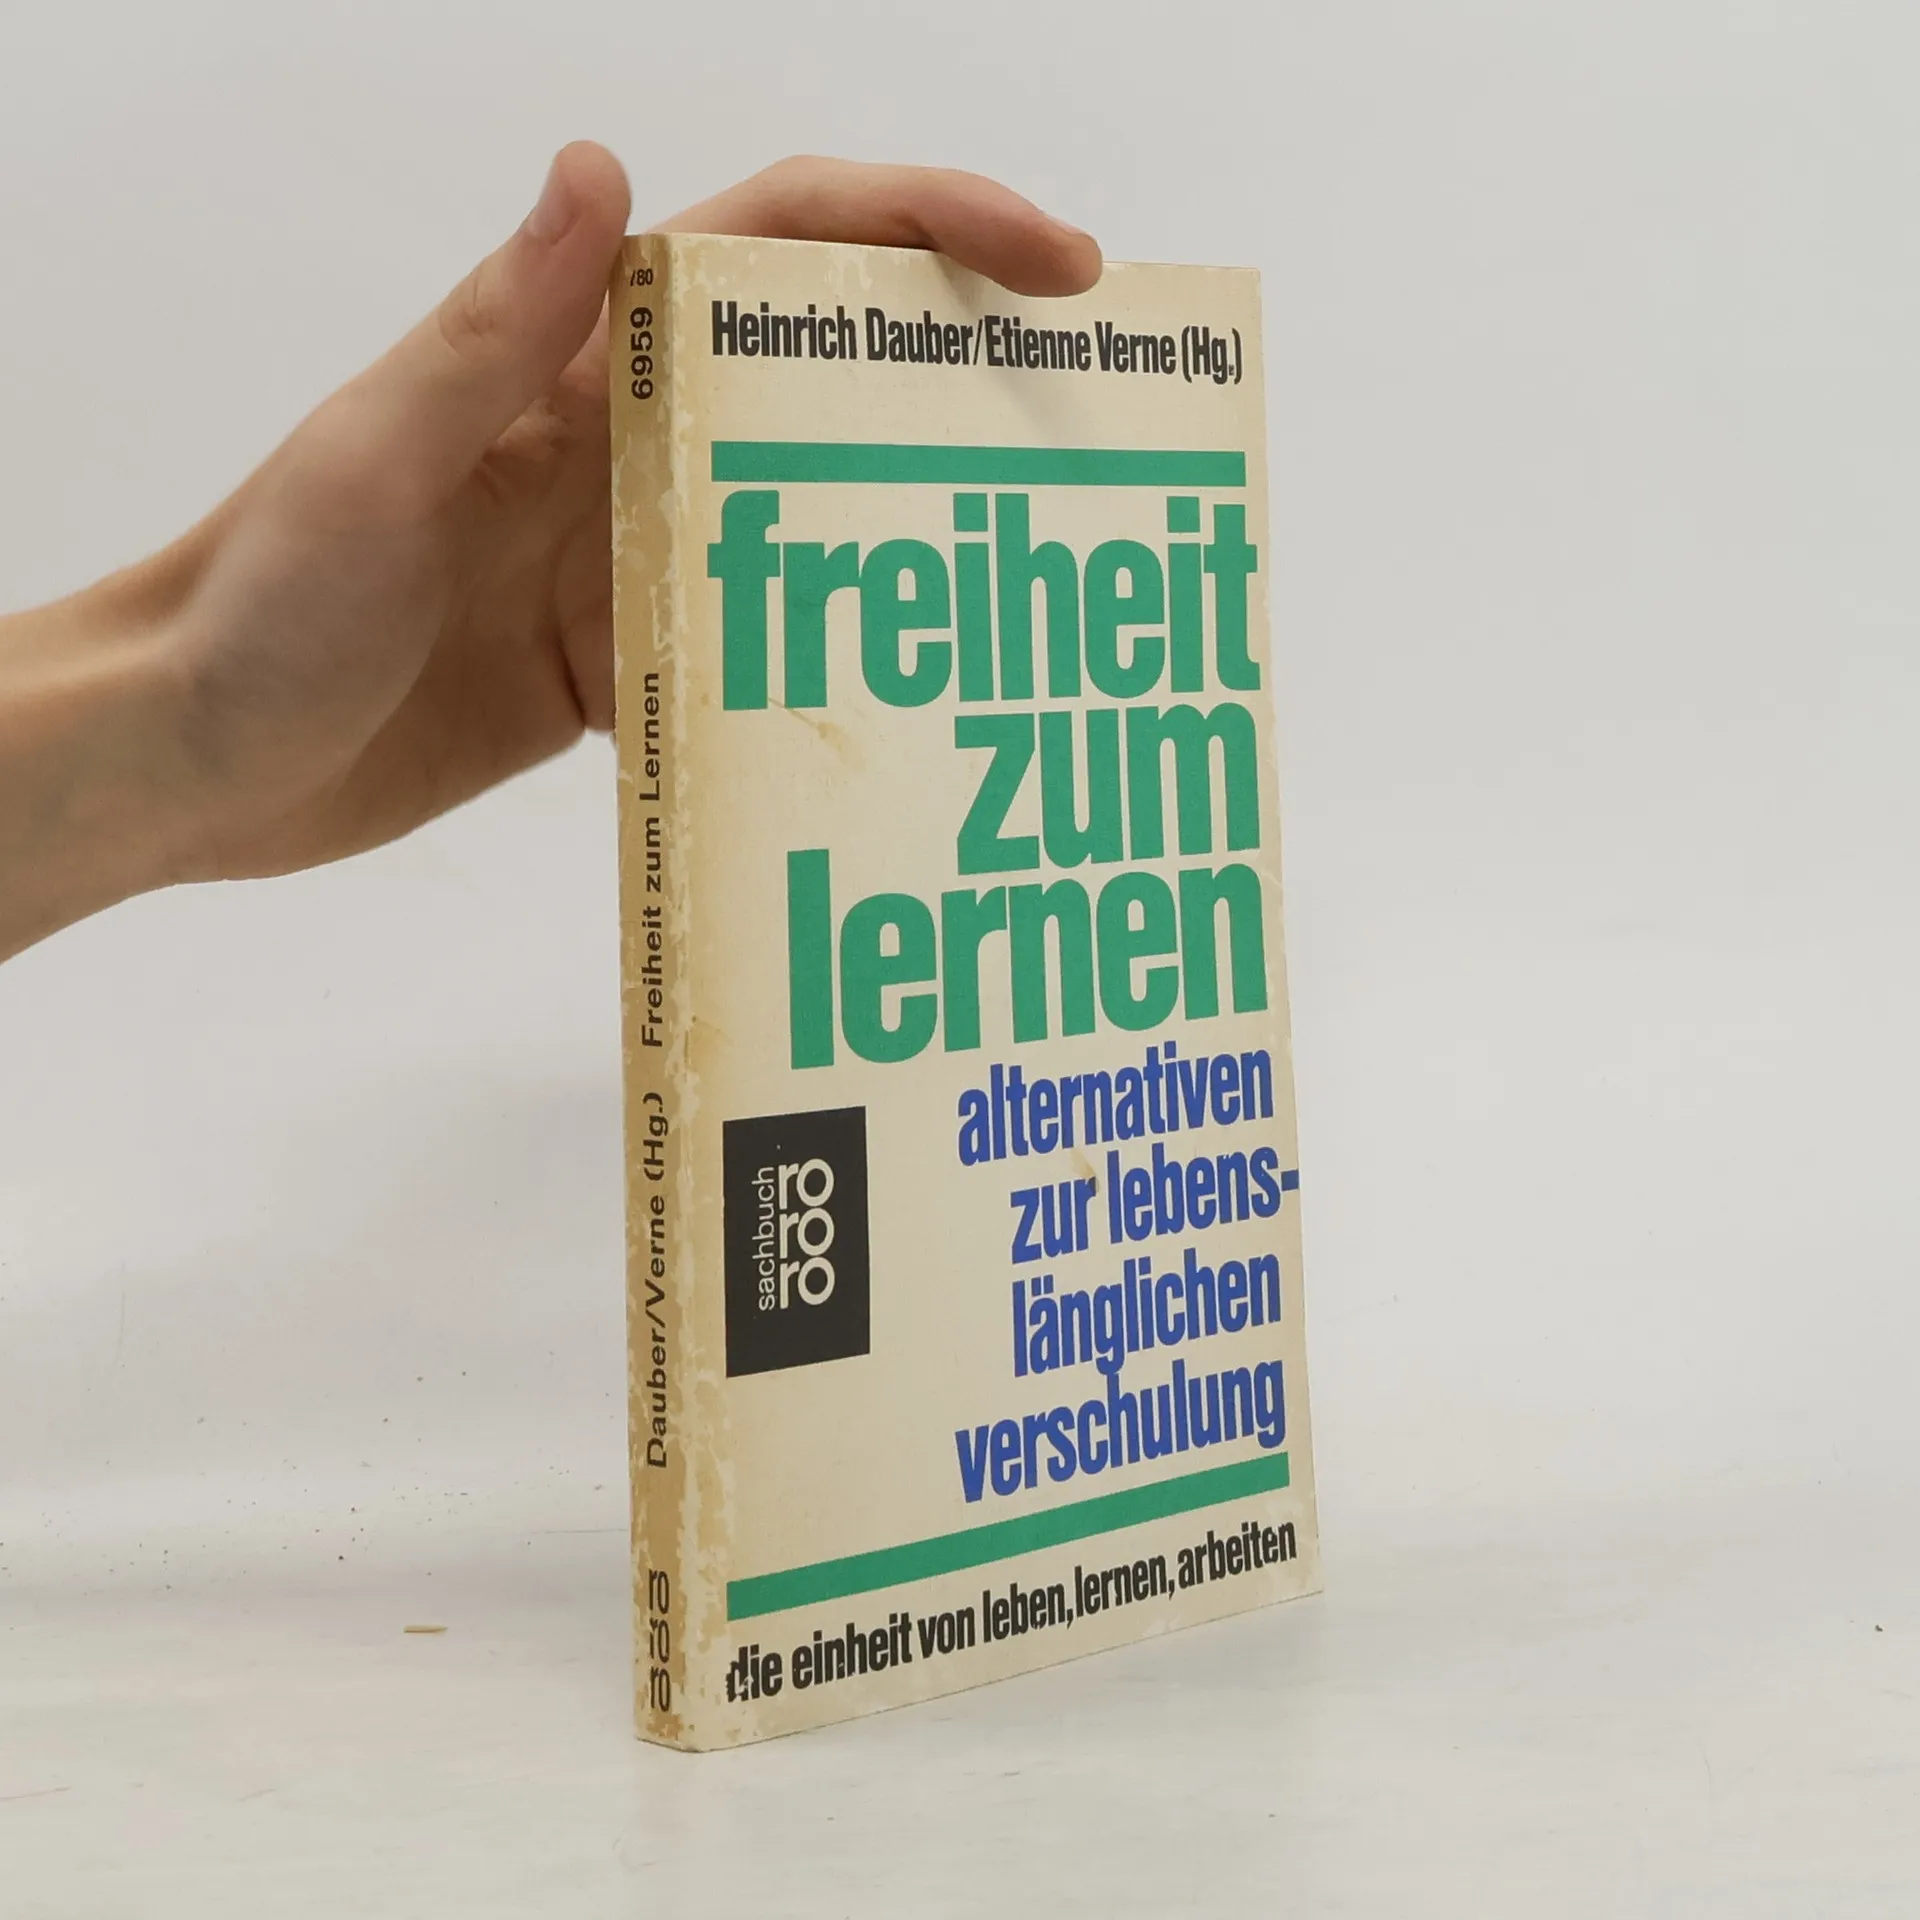 Heinrich Dauber/Etienne Verne (Hg.)
freiheit
zum
lernen
alternativen
zur lebens-
länglichen
verschulung
sachbuch
ro
ro
ro
die einheit von leben, lernen, arbeiten
Dauber/Verne (Hg.) Freiheit zum Lernen 6959 /80
ro
ro
ro